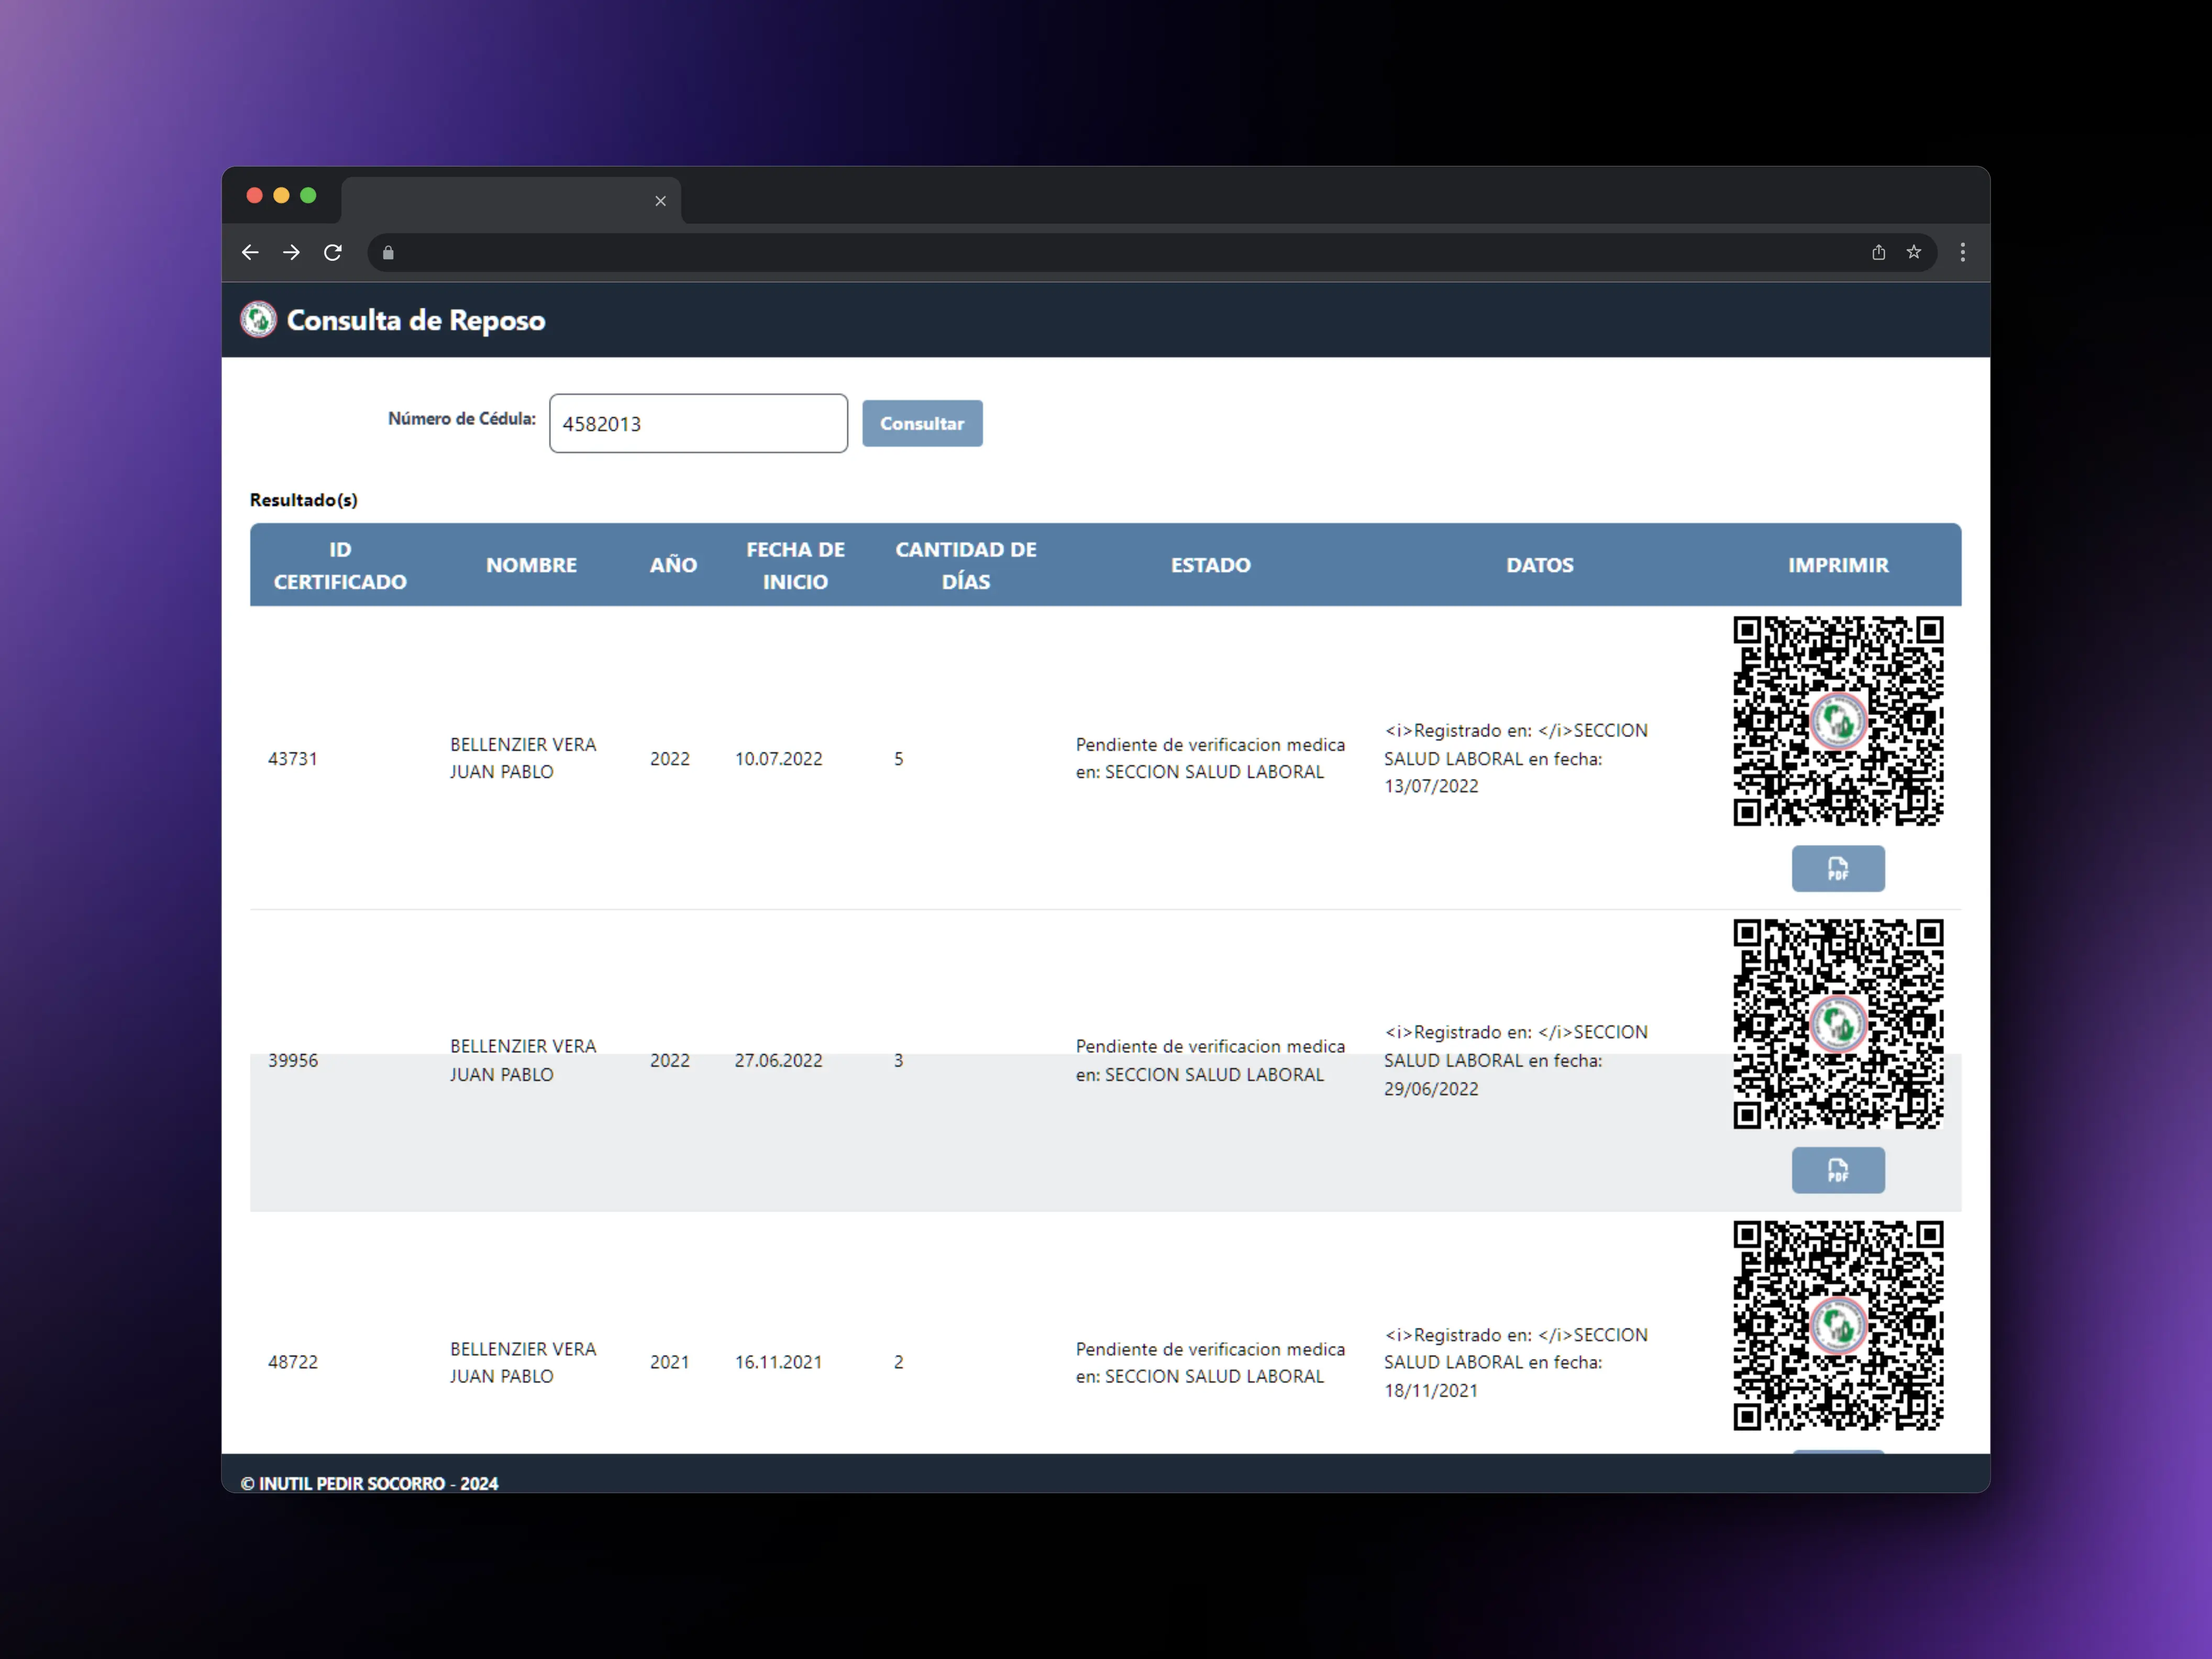 Consulta de Reposo
Número de Cédula:
4582013
Consultar
Resultado(s)
ID
CERTIFICADO
NOMBRE
AÑO
FECHA DE
INICIO
CANTIDAD DE
DÍAS
ESTADO
DATOS
IMPRIMIR
43731
BELLENZIER VERA
JUAN PABLO
2022
10.07.2022
5
Pendiente de verificacion medica
en: SECCION SALUD LABORAL
<i>Registrado en: </i>SECCION
SALUD LABORAL en fecha:
13/07/2022
PDF
39956
BELLENZIER VERA
JUAN PABLO
2022
27.06.2022
3
Pendiente de verificacion medica
en: SECCION SALUD LABORAL
<i>Registrado en: </i>SECCION
SALUD LABORAL en fecha:
29/06/2022
PDF
48722
BELLENZIER VERA
JUAN PABLO
2021
16.11.2021
2
Pendiente de verificacion medica
en: SECCION SALUD LABORAL
<i>Registrado en: </i>SECCION
SALUD LABORAL en fecha:
18/11/2021
© INUTIL PEDIR SOCORRO - 2024